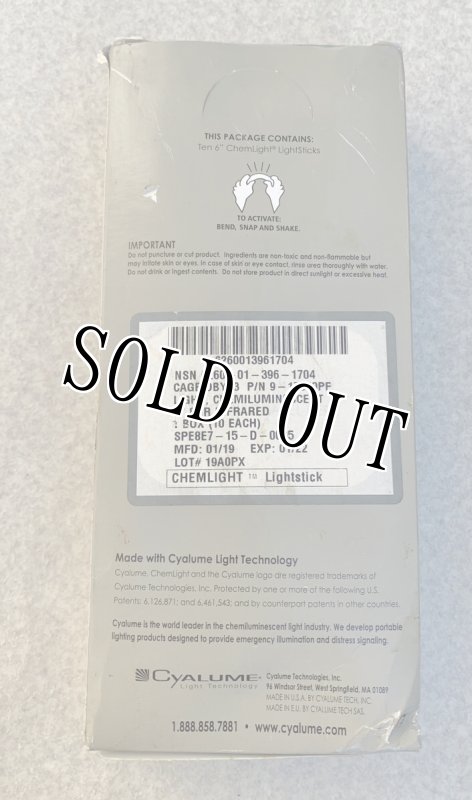 THIS PACKAGE CONTAINS:
Ten 6" ChemLight® LightSticks
TO ACTIVATE:
BEND, SNAP AND SHAKE.
IMPORTANT
Do not puncture or cut product. Ingredients are non-toxic and non-flammable but
may irritate skin or eyes. In case of skin or eye contact, rinse area thoroughly with water.
Do not drink or ingest contents. Do not store product in direct sunlight or excessive heat.
6260013961704
NSN 01-396-1704
P/N
SOLD OUT
INFRARED
BOX (10 EACH)
SPE8E7-15-D-
MFD: 01/19 EXP: 01/22
LOT# 19A0PX
CHEMLIGHT ™ Lightstick
Made with Cyalume Light Technology
Cyalume, ChemLight and the Cyalume logo are registered trademarks of
Cyalume Technologies, Inc. Protected by one or more of the following U.S.
Patents: 6,126,871; and 6,461,543; and by counterpart patents in other countries.
Cyalume is the world leader in the chemiluminescent light industry. We develop portable
lighting products designed to provide emergency illumination and distress signaling.
CYALUME®
Light Technology
Cyalume Technologies, Inc.
96 Windsor Street, West Springfield, MA 01089
MADE IN U.S.A. BY CYALUME TECH, INC.
MADE IN E.U. BY CYALUME TECH SAS.
1.888.858.7881 • www.cyalume.com